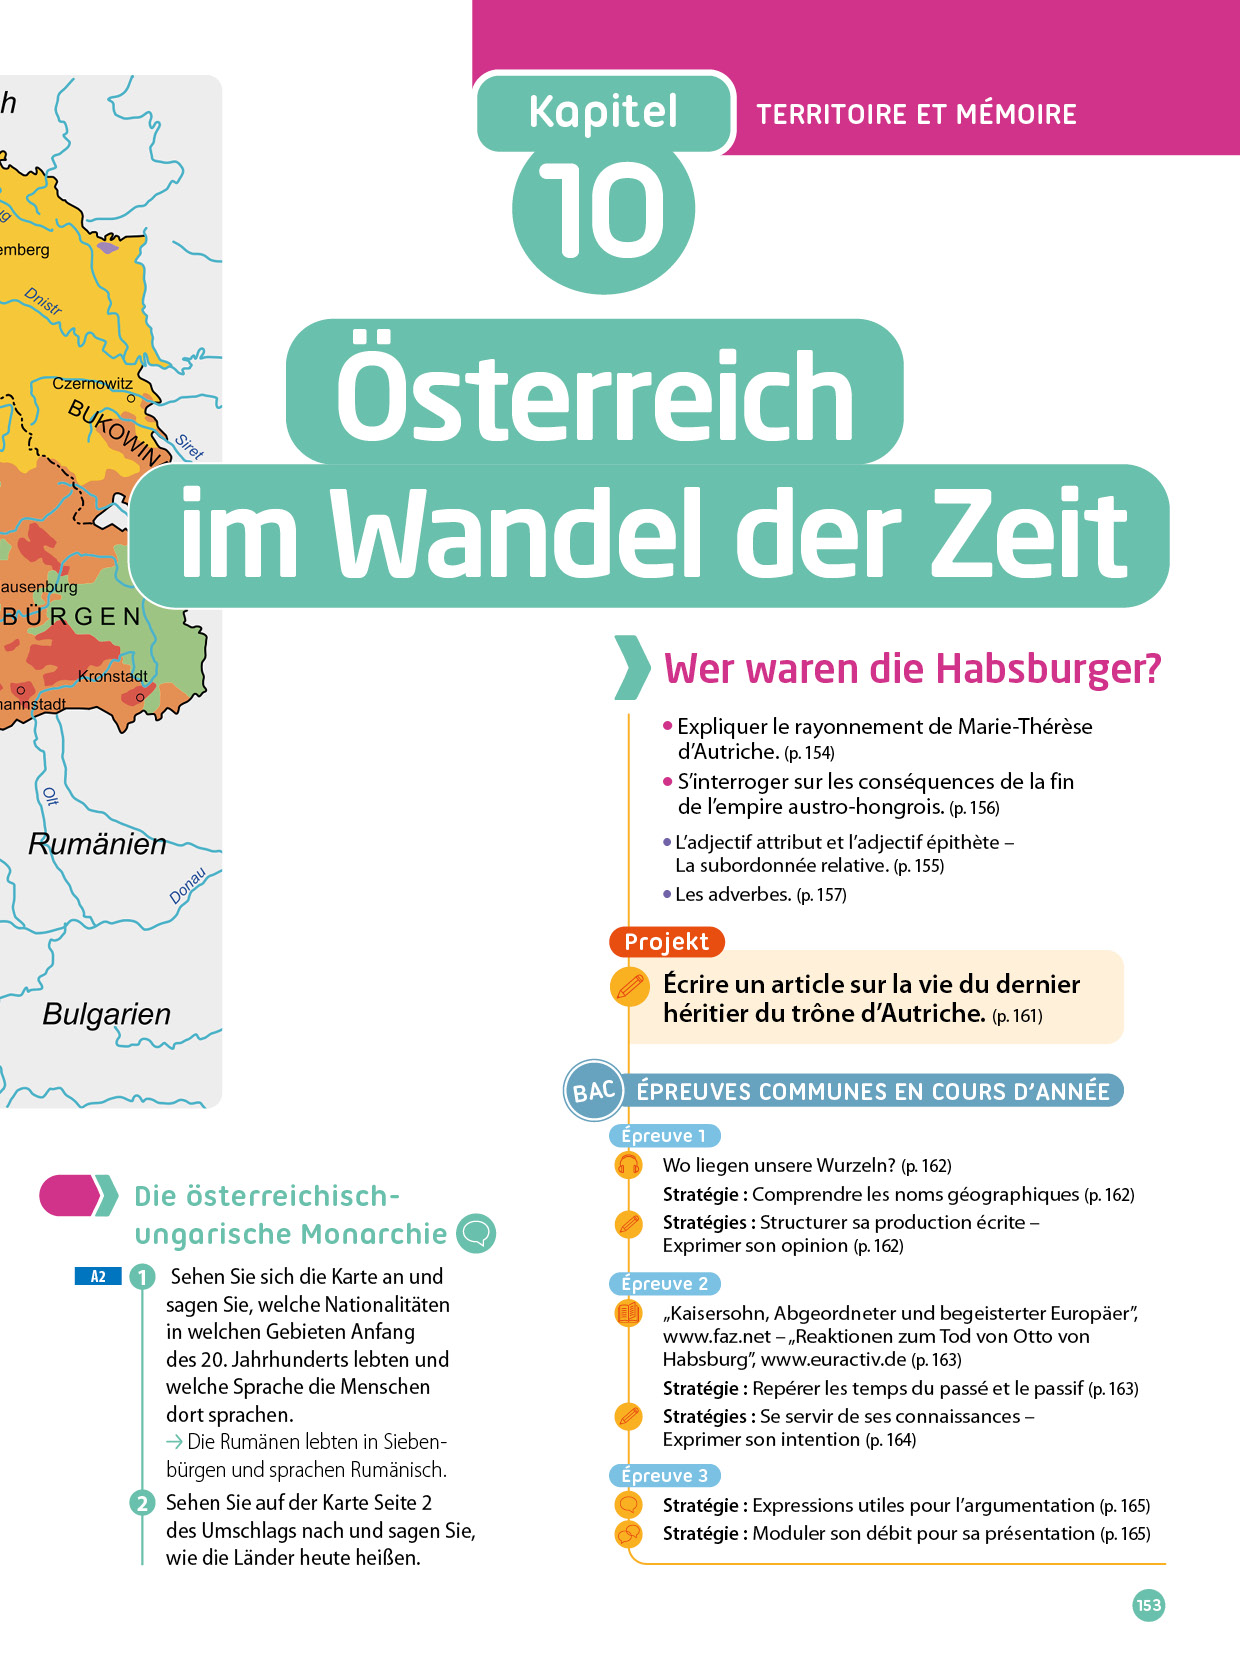 Kapitel
10
TERRITOIRE ET MÉMOIRE
Österreich
im Wandel der Zeit
h
ug
emberg
Dnistr
Czernowitz
BUKOWIN
Siret
ausenburg
BÜRGEN
Kronstadt
annstadt
Olt
Rumänien
Donau
Bulgarien
Wer waren die Habsburger?
• Expliquer le rayonnement de Marie-Thérèse
d'Autriche. (p. 154)
• S'interroger sur les conséquences de la fin
de l'empire austro-hongrois. (p. 156)
• L'adjectif attribut et l'adjectif épithète –
La subordonnée relative. (p. 155)
• Les adverbes. (p. 157)
Projekt
Écrire un article sur la vie du dernier
héritier du trône d'Autriche. (p. 161)
BAC ÉPREUVES COMMUNES EN COURS D'ANNÉE
Épreuve 1
Wo liegen unsere Wurzeln? (p. 162)
Stratégie : Comprendre les noms géographiques (p. 162)
Stratégies : Structurer sa production écrite –
Exprimer son opinion (p. 162)
Épreuve 2
„Kaisersohn, Abgeordneter und begeisterter Europäer",
www.faz.net – „Reaktionen zum Tod von Otto von
Habsburg", www.euractiv.de (p. 163)
Stratégie : Repérer les temps du passé et le passif (p. 163)
Stratégies : Se servir de ses connaissances –
Exprimer son intention (p. 164)
Épreuve 3
Stratégie : Expressions utiles pour l'argumentation (p. 165)
Stratégie : Moduler son débit pour sa présentation (p. 165)
Die österreichisch-
ungarische Monarchie
A2
1 Sehen Sie sich die Karte an und
sagen Sie, welche Nationalitäten
in welchen Gebieten Anfang
des 20. Jahrhunderts lebten und
welche Sprache die Menschen
dort sprachen.
→ Die Rumänen lebten in Sieben-
bürgen und sprachen Rumänisch.
2 Sehen Sie auf der Karte Seite 2
des Umschlags nach und sagen Sie,
wie die Länder heute heißen.
153